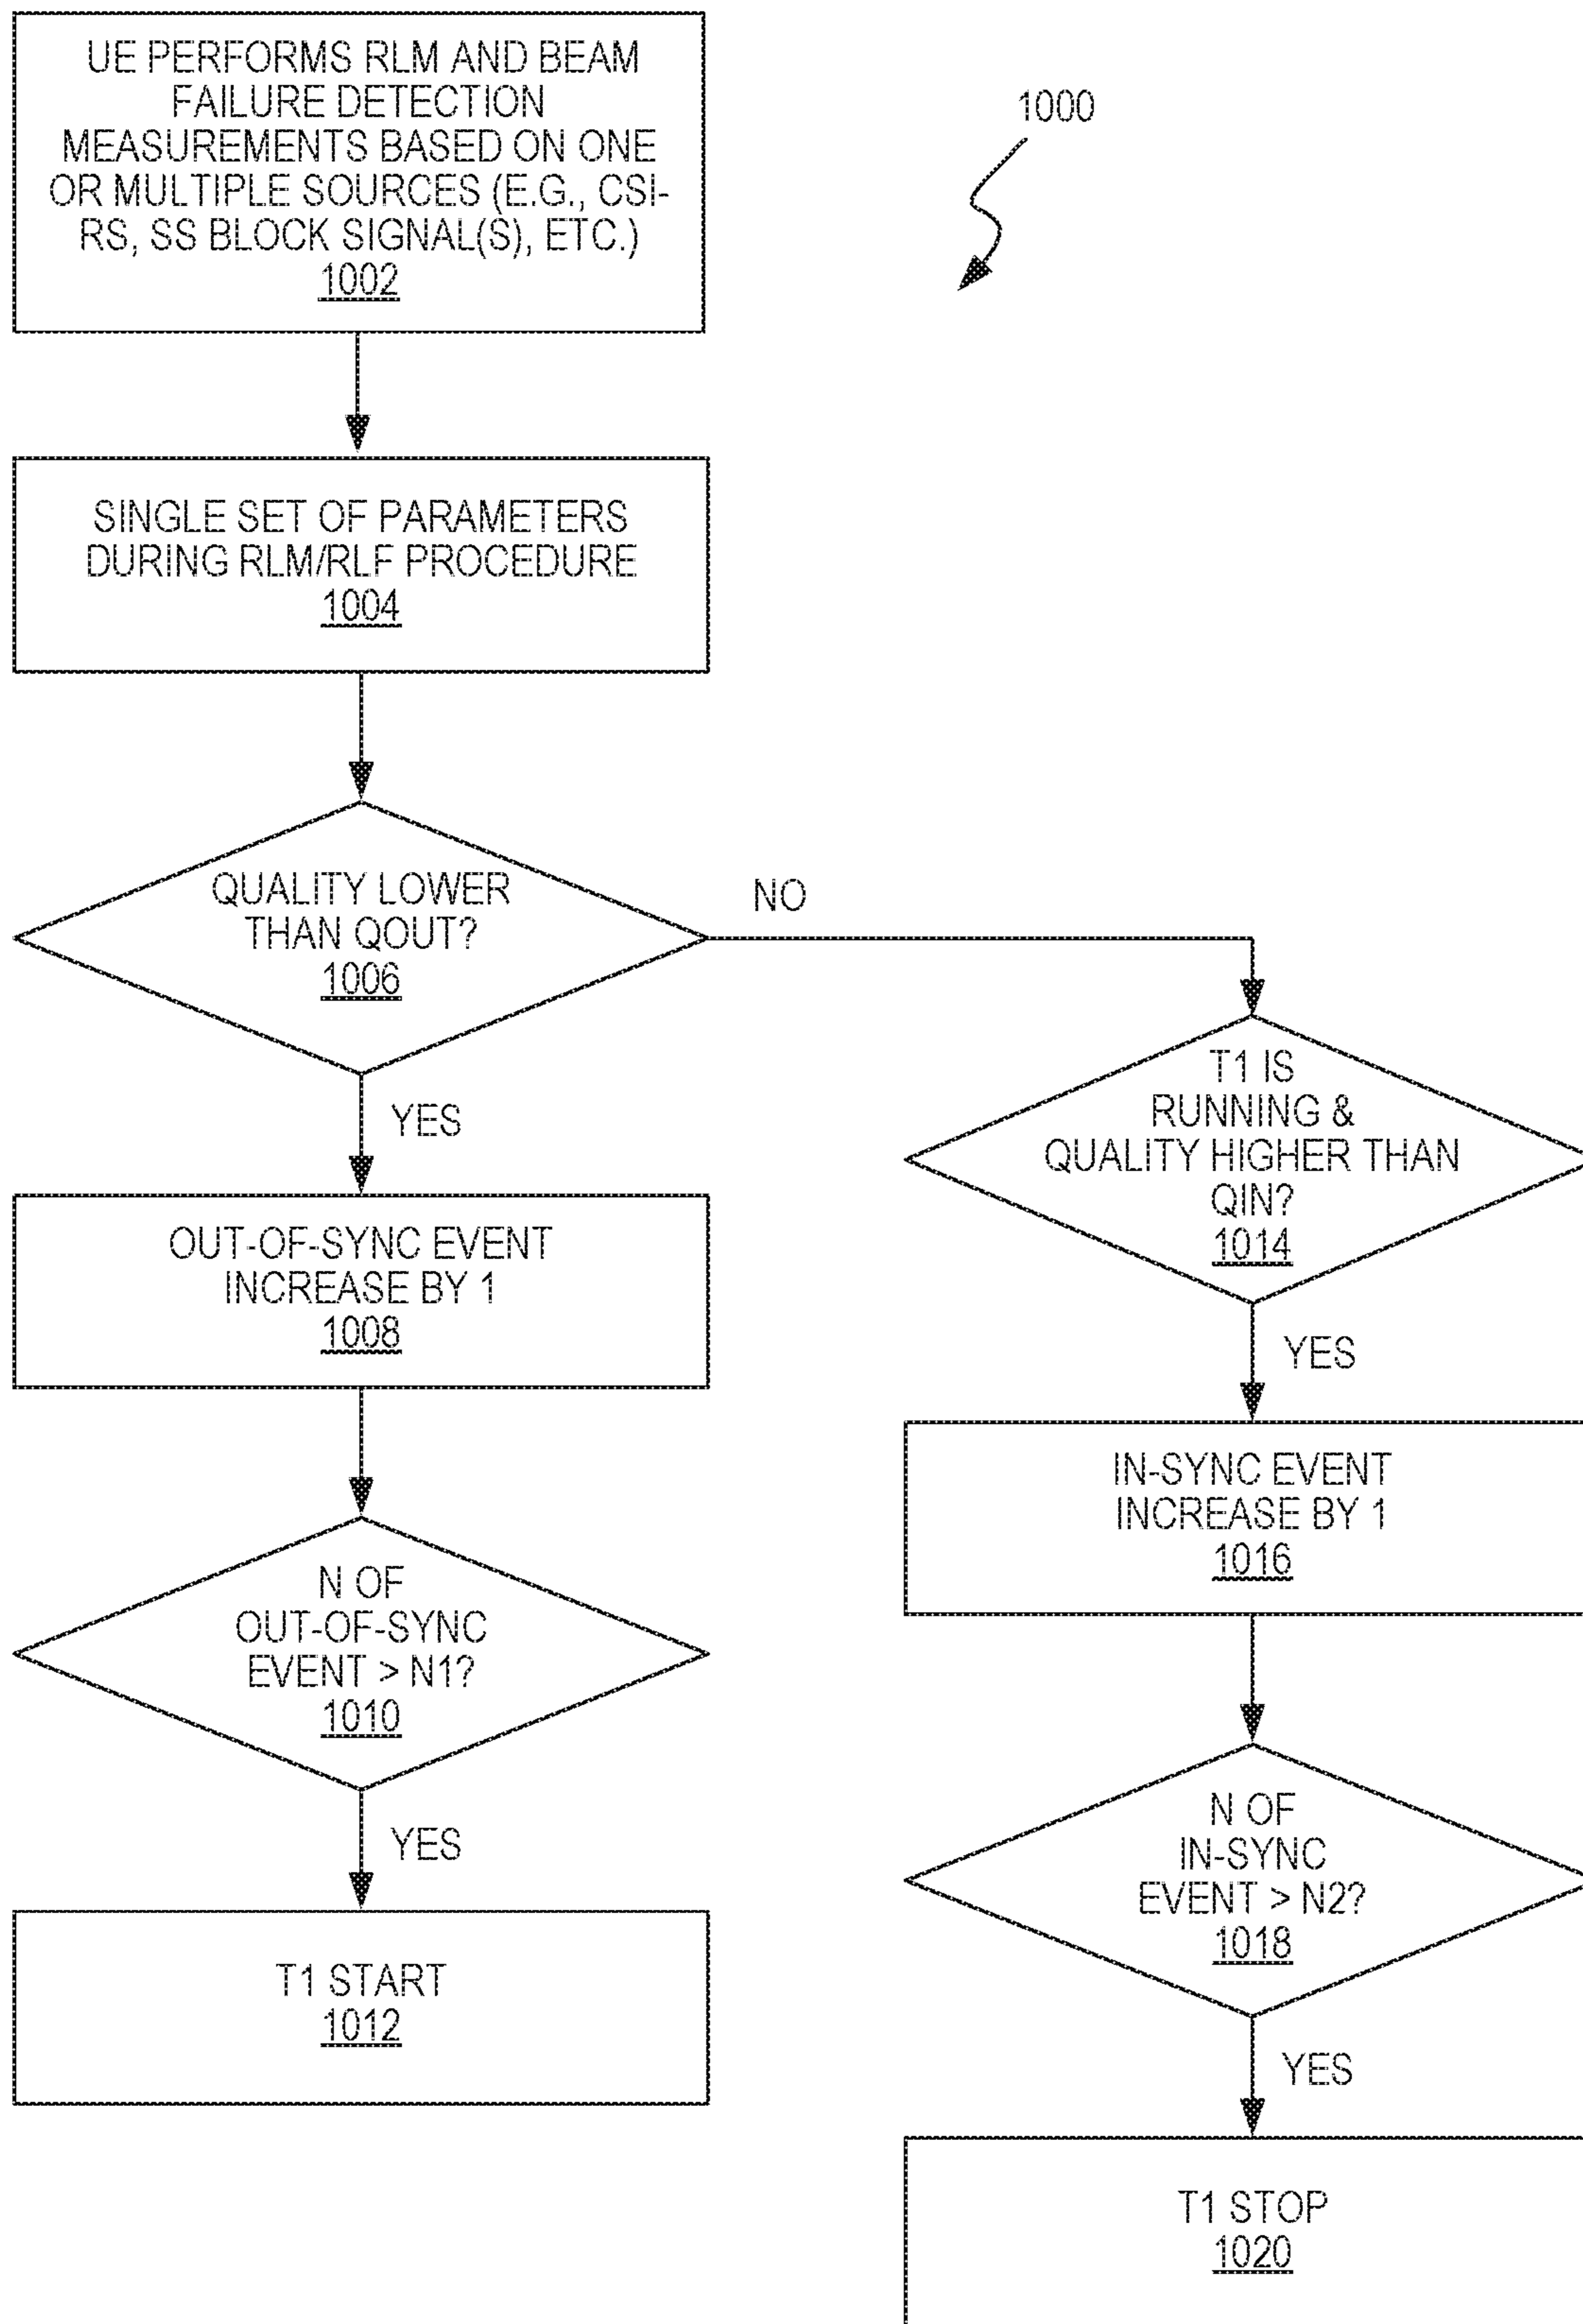 UE PERFORMS RLM AND BEAM
FAILURE DETECTION
MEASUREMENTS BASED ON ONE
OR MULTIPLE SOURCES (E.G., CSI-
RS, SS BLOCK SIGNAL(S), ETC.)
1002
1000
SINGLE SET OF PARAMETERS
DURING RLM/RLF PROCEDURE
1004
QUALITY LOWER
THAN QOUT?
1006
NO
YES
OUT-OF-SYNC EVENT
INCREASE BY 1
1008
N OF
OUT-OF-SYNC
EVENT > N1?
1010
YES
T1 START
1012
T1 IS
RUNNING &
QUALITY HIGHER THAN
QIN?
1014
YES
IN-SYNC EVENT
INCREASE BY 1
1016
N OF
IN-SYNC
EVENT > N2?
1018
YES
T1 STOP
1020